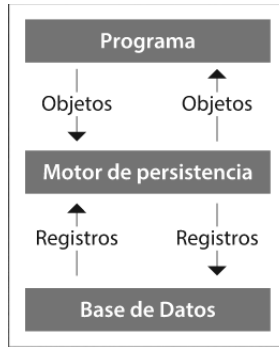 Programa
Objetos Objetos
Motor de persistencia
Registros Registros
Base de Datos